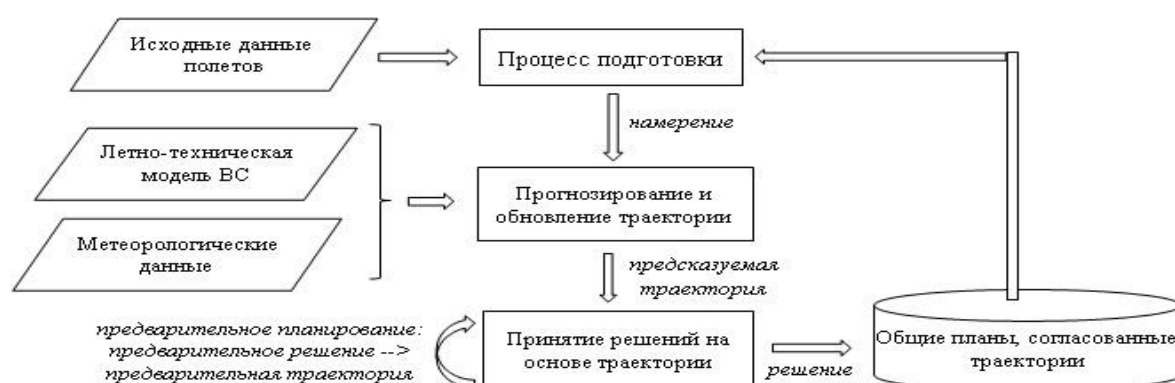 Исходные данные
полетов
Процесс подготовки
намерение
Летно-техническая
модель ВС
Прогнозирование и
обновление траектории
Метеорологические
данные
предсказуемая
траектория
предварительное планирование:
предварительное решение -->
предварительная траектория
Принятие решений на
основе траектории
решение
Общие планы, согласованные
траектории